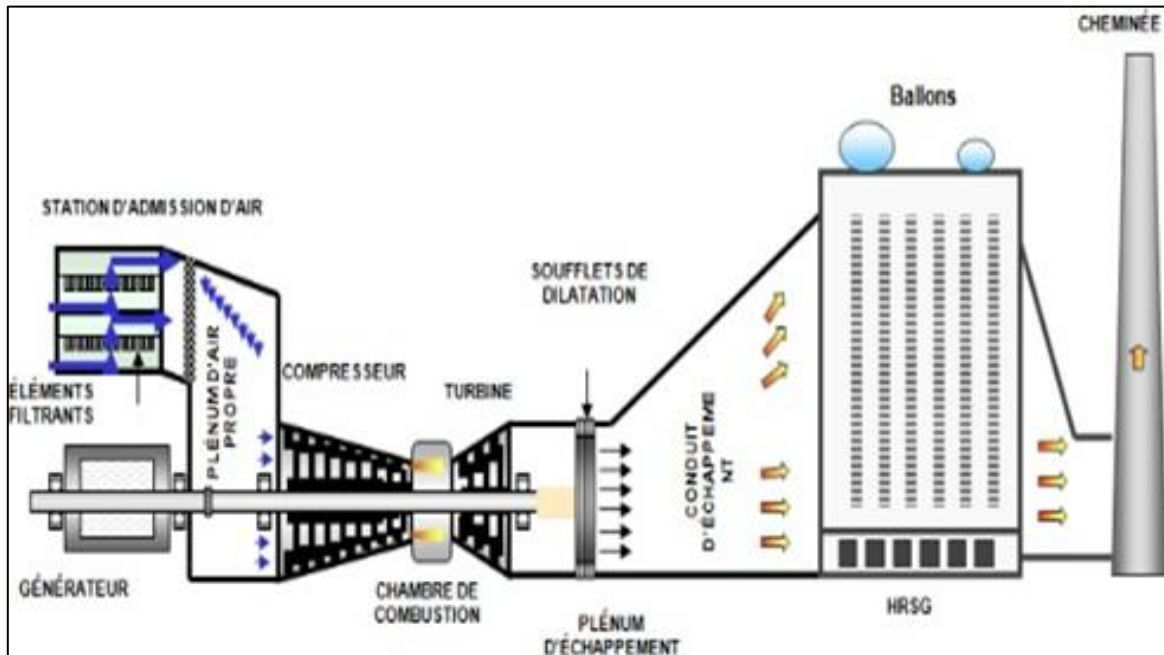 CHEMINÉE
Ballons
STATION D'ADMISSION D'AIR
SOUFFLETS DE
DILATATION
PLÉNUM D'AIR
PROPRE
COMPRESSEUR
TURBINE
ÉLÉMENTS
FILTRANTS
CONDUIT
D'ÉCHAPPEME
NT
GÉNÉRATEUR
CHAMBRE DE
COMBUSTION
PLÉNUM
D'ÉCHAPPEMENT
HRSG